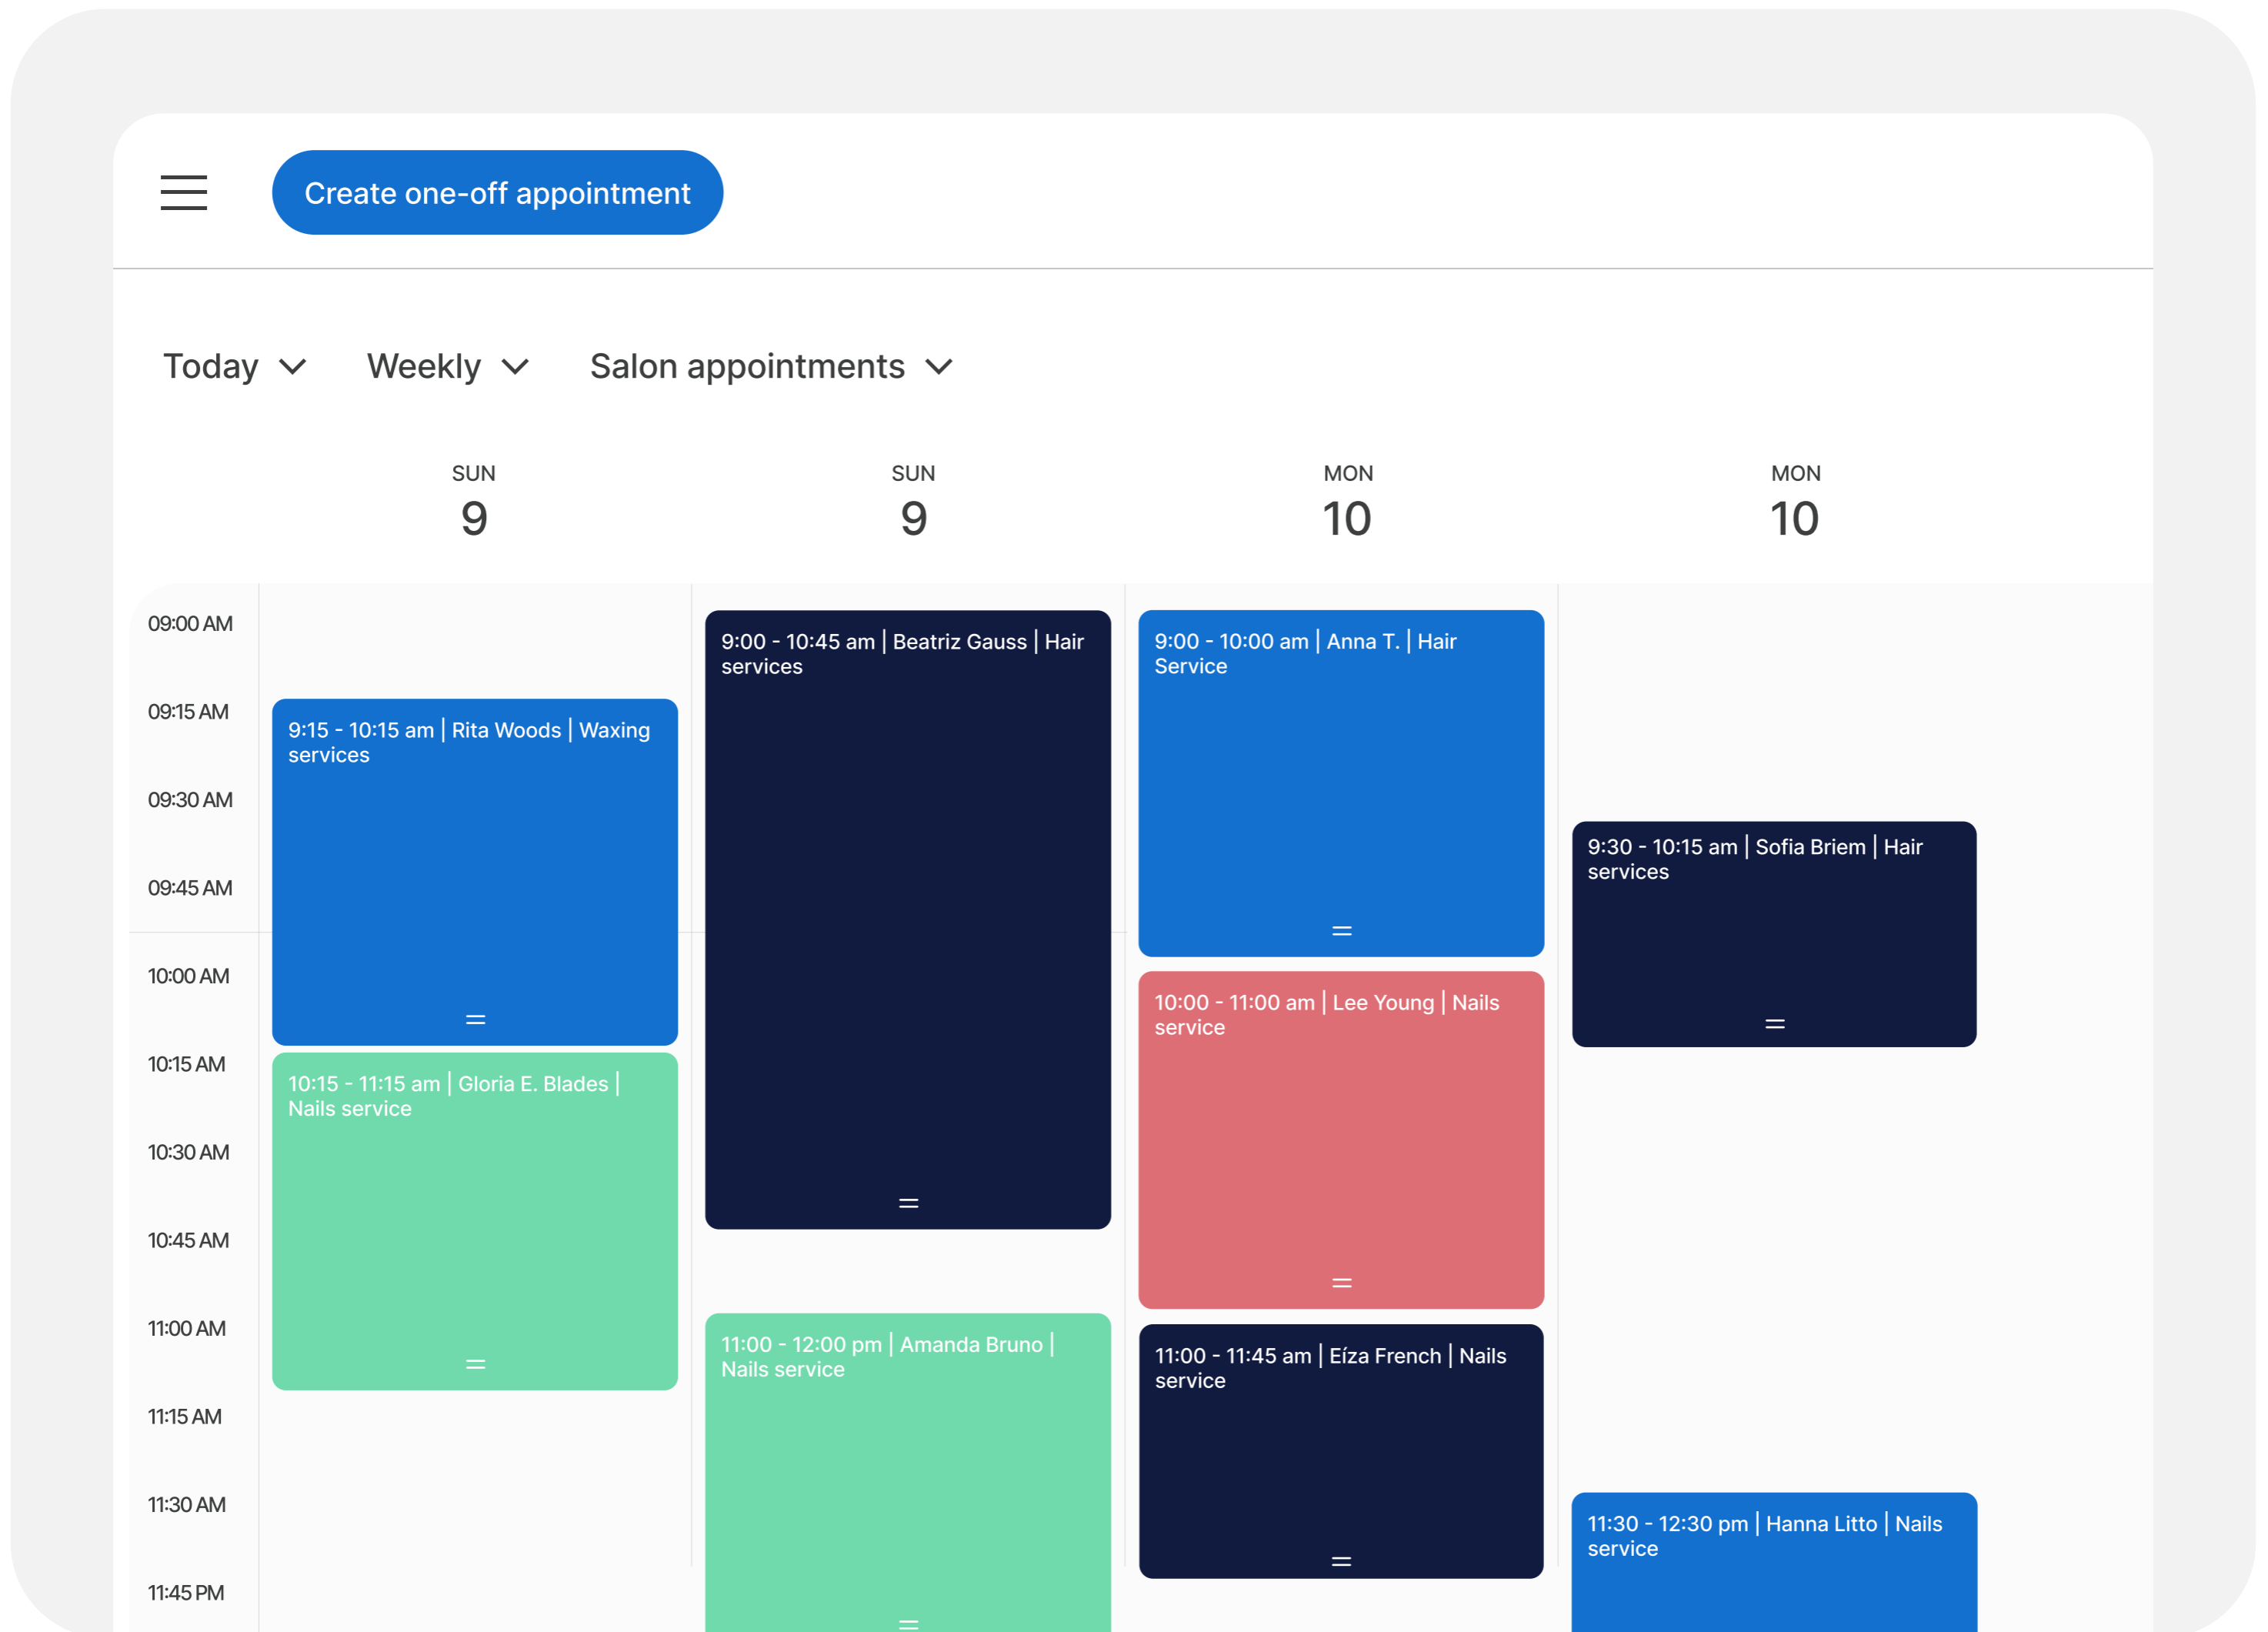 Create one-off appointment
Today
Weekly
Salon appointments
SUN
9
SUN
9
MON
10
MON
10
09:00 AM
09:15 AM
09:30 AM
09:45 AM
10:00 AM
10:15 AM
10:30 AM
10:45 AM
11:00 AM
11:15 AM
11:30 AM
11:45 PM
9:15 - 10:15 am | Rita Woods | Waxing
services
10:15 - 11:15 am | Gloria E. Blades |
Nails service
9:00 - 10:45 am | Beatriz Gauss | Hair
services
11:00 - 12:00 pm | Amanda Bruno |
Nails service
9:00 - 10:00 am | Anna T. | Hair
Service
10:00 - 11:00 am | Lee Young | Nails
service
11:00 - 11:45 am | Eíza French | Nails
service
9:30 - 10:15 am | Sofia Briem | Hair
services
11:30 - 12:30 pm | Hanna Litto | Nails
service